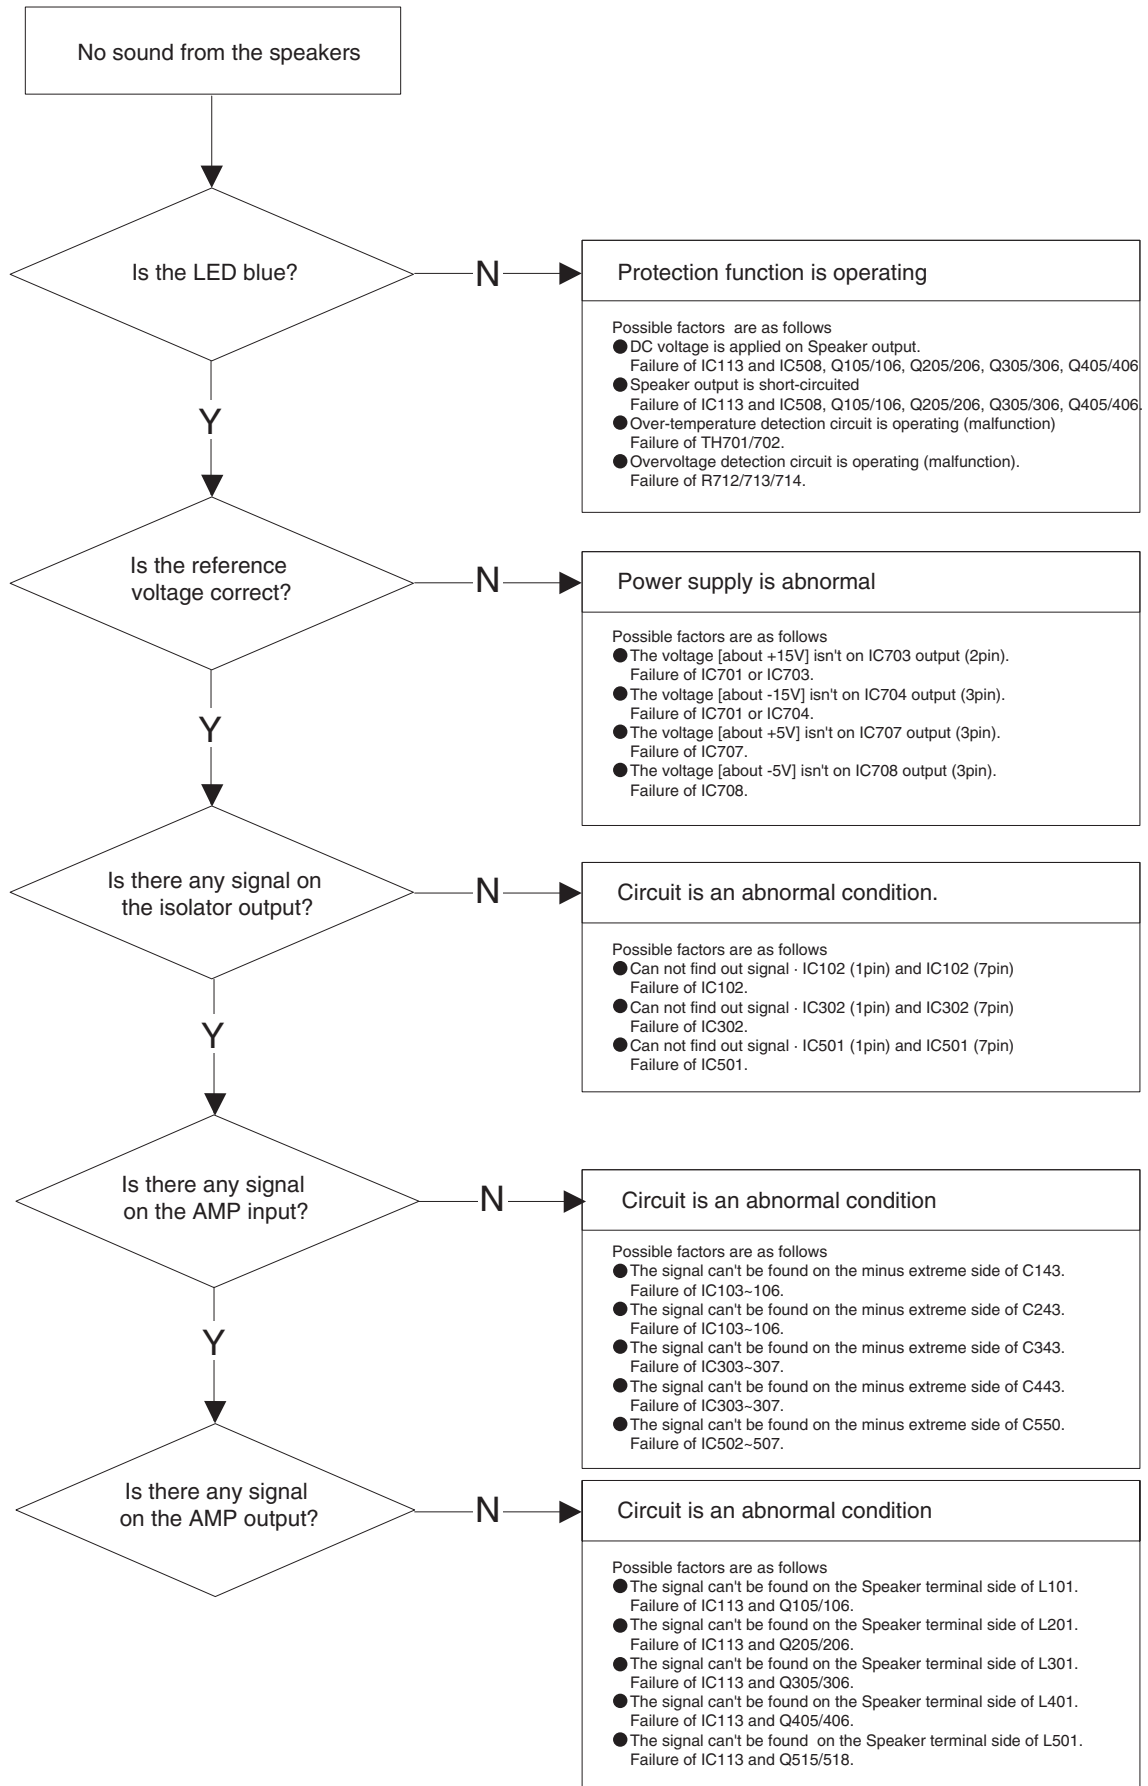 No sound from the speakers
Is the LED blue?
N
Protection function is operating
Possible factors  are as follows
●DC voltage is applied on Speaker output.
Failure of IC113 and IC508, Q105/106, Q205/206, Q305/306, Q405/406
●Speaker output is short-circuited
Failure of IC113 and IC508, Q105/106, Q205/206, Q305/306, Q405/406.
●Over-temperature detection circuit is operating (malfunction)
Failure of TH701/702.
●Overvoltage detection circuit is operating (malfunction).
Failure of R712/713/714.
Y
Is the reference
voltage correct?
N
Power supply is abnormal
Possible factors are as follows
●The voltage [about +15V] isn't on IC703 output (2pin).
Failure of IC701 or IC703.
●The voltage [about -15V] isn't on IC704 output (3pin).
Failure of IC701 or IC704.
●The voltage [about +5V] isn't on IC707 output (3pin).
Failure of IC707.
●The voltage [about -5V] isn't on IC708 output (3pin).
Failure of IC708.
Y
Is there any signal on
the isolator output?
N
Circuit is an abnormal condition.
Possible factors are as follows
●Can not find out signal · IC102 (1pin) and IC102 (7pin)
Failure of IC102.
●Can not find out signal · IC302 (1pin) and IC302 (7pin)
Failure of IC302.
●Can not find out signal · IC501 (1pin) and IC501 (7pin)
Failure of IC501.
Y
Is there any signal
on the AMP input?
N
Circuit is an abnormal condition
Possible factors are as follows
●The signal can't be found on the minus extreme side of C143.
Failure of IC103~106.
●The signal can't be found on the minus extreme side of C243.
Failure of IC103~106.
●The signal can't be found on the minus extreme side of C343.
Failure of IC303~307.
●The signal can't be found on the minus extreme side of C443.
Failure of IC303~307.
●The signal can't be found on the minus extreme side of C550.
Failure of IC502~507.
Y
Is there any signal
on the AMP output?
N
Circuit is an abnormal condition
Possible factors are as follows
●The signal can't be found on the Speaker terminal side of L101.
Failure of IC113 and Q105/106.
●The signal can't be found on the Speaker terminal side of L201.
Failure of IC113 and Q205/206.
●The signal can't be found on the Speaker terminal side of L301.
Failure of IC113 and Q305/306.
●The signal can't be found on the Speaker terminal side of L401.
Failure of IC113 and Q405/406.
●The signal can't be found  on the Speaker terminal side of L501.
Failure of IC113 and Q515/518.